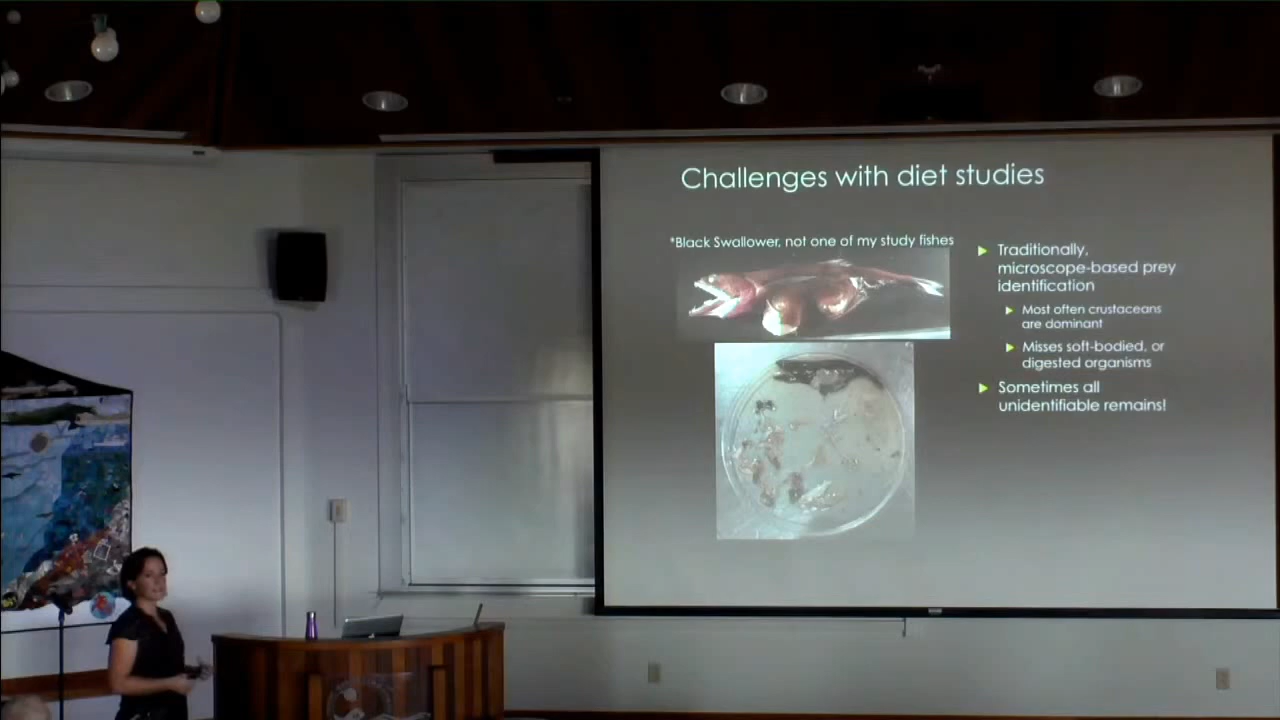 Challenges with diet studies
*Black Swallower, not one of my study fishes
Traditionally,
microscope-based prey
identification
Most often crustaceans
are dominant
Misses soft-bodied, or
digested organisms
Sometimes all
unidentifiable remains!